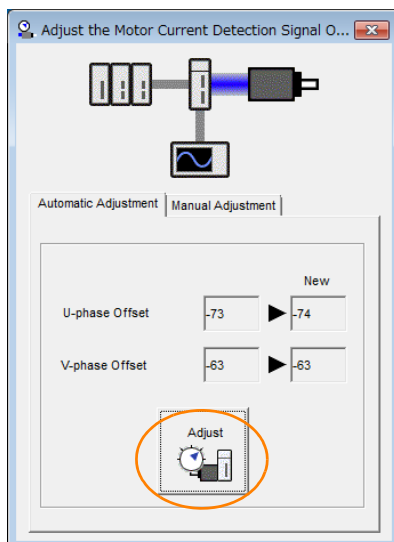 Adjust the Motor Current Detection Signal O...
Automatic Adjustment Manual Adjustment
New
U-phase Offset -73 -74
V-phase Offset -63 -63
Adjust